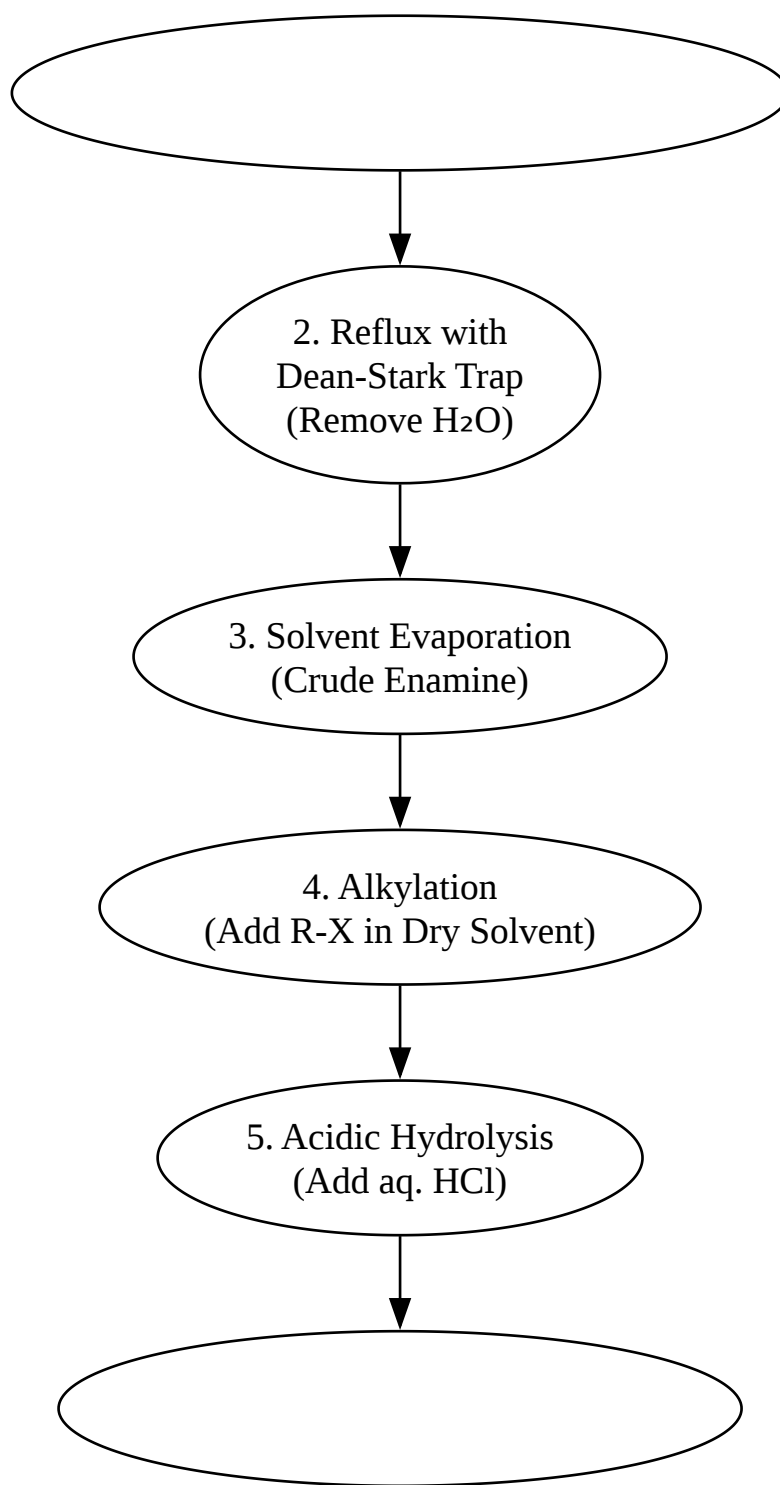 2. Reflux with
Dean-Stark Trap
(Remove H₂O)
3. Solvent Evaporation
(Crude Enamine)
4. Alkylation
(Add R-X in Dry Solvent)
5. Acidic Hydrolysis
(Add aq. HCl)